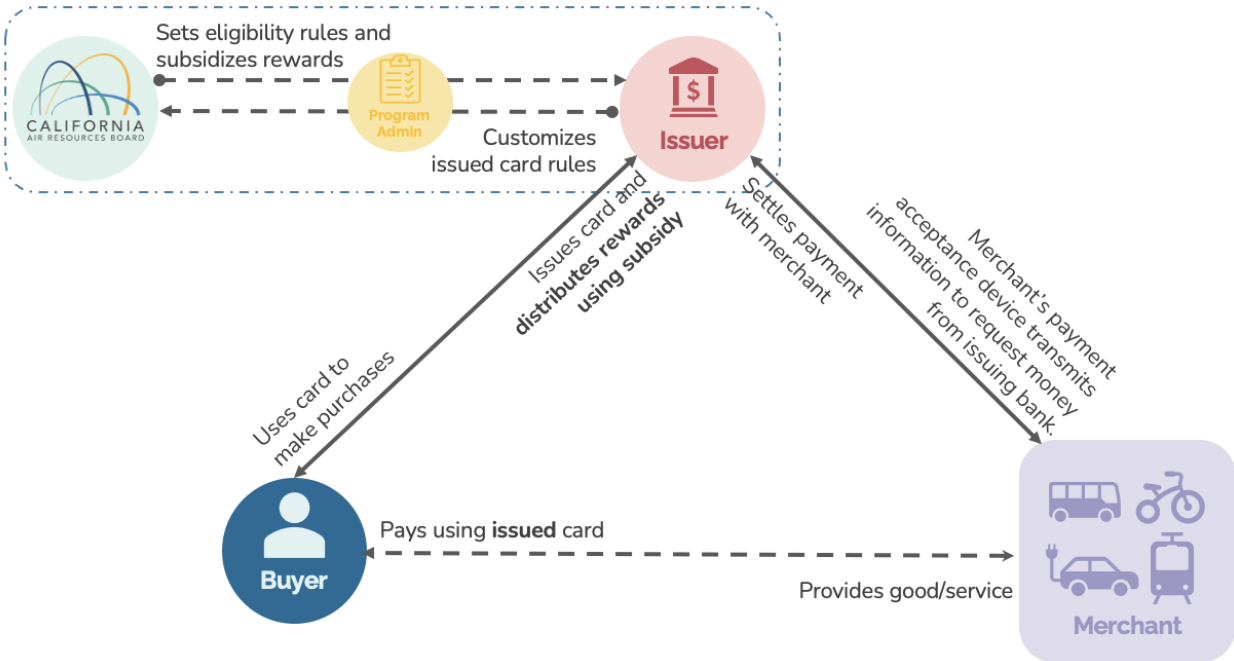 Sets eligibility rules and
subsidizes rewards
CALIFORNIA
AIR RESOURCES BOARD
Program
Admin
$
Issuer
Customizes
issued card rules
Issues card and
distributes rewards
using subsidy
Settles payment
with merchant
Merchant's payment
acceptance device transmits
information to request money
from issuing bank.
Uses card to
make purchases
Pays using issued card
Buyer
Provides good/service
Merchant